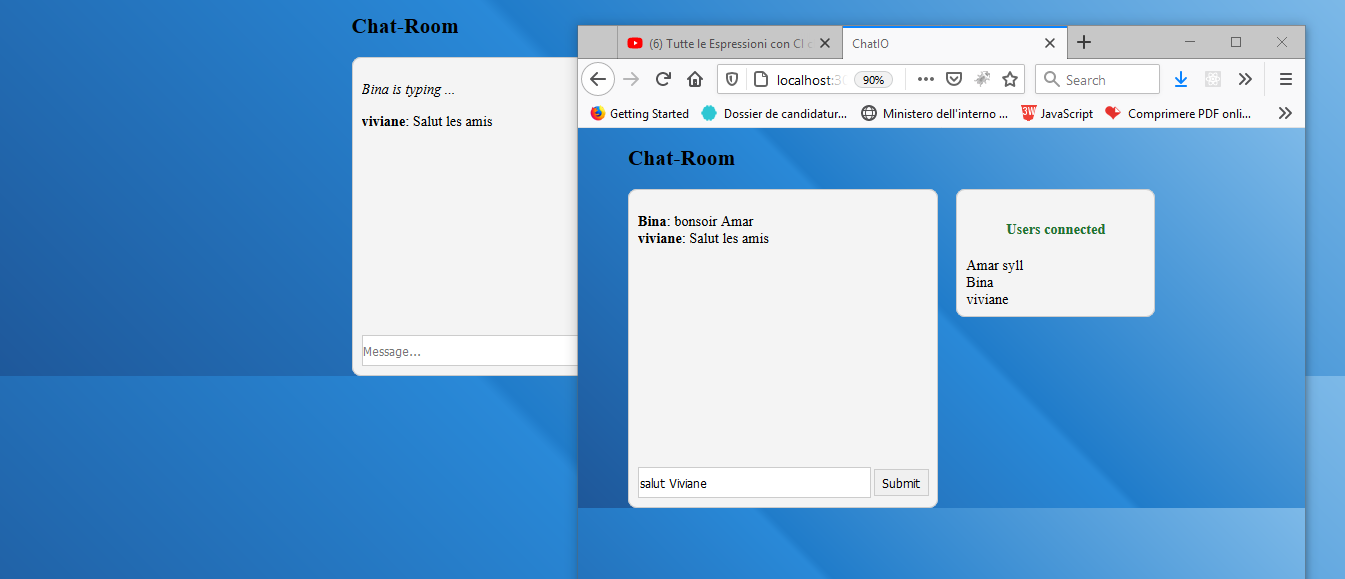 Chat-Room
Bina is typing ...
viviane: Salut les amis
Message...
(6) Tutte le Espressioni con CI
ChatIO
localhost:3
90%
Search
Getting Started
Dossier de candidatur...
Ministero dell'interno ...
3W JavaScript
Comprimere PDF onli...
Chat-Room
Bina: bonsoir Amar
viviane: Salut les amis
salut Viviane
Submit
Users connected
Amar syll
Bina
viviane